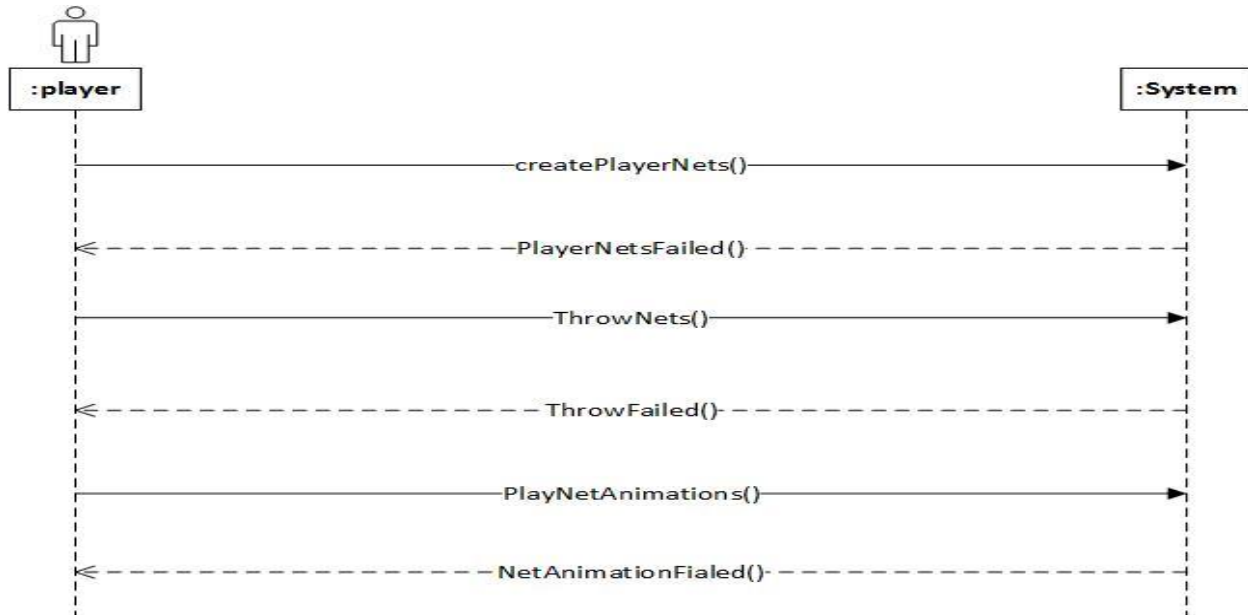 :player
:System
createPlayerNets()
PlayerNetsFailed()
ThrowNets()
ThrowFailed()
PlayNetAnimations()
NetAnimationFialed()